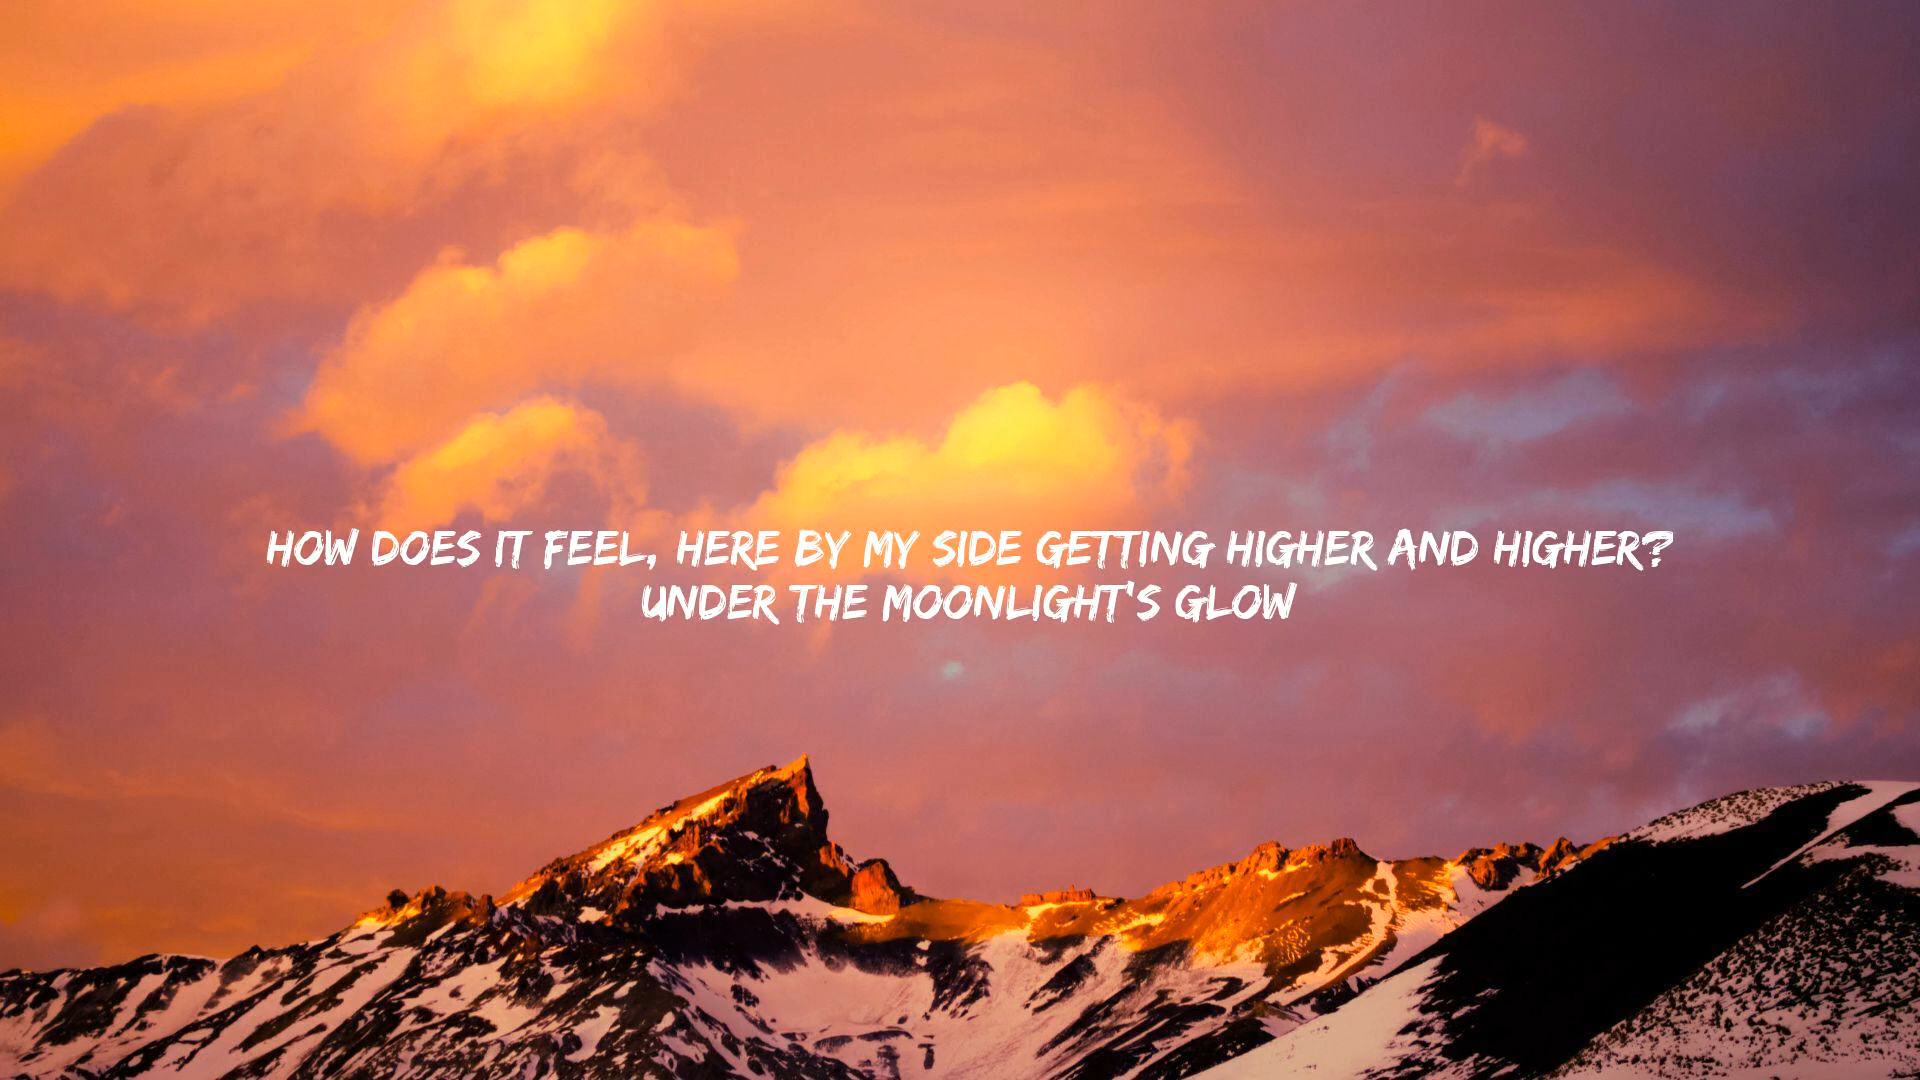 HOW DOES IT FEEL, HERE BY MY SIDE GETTING HIGHER AND HIGHER?
UNDER THE MOONLIGHT'S GLOW